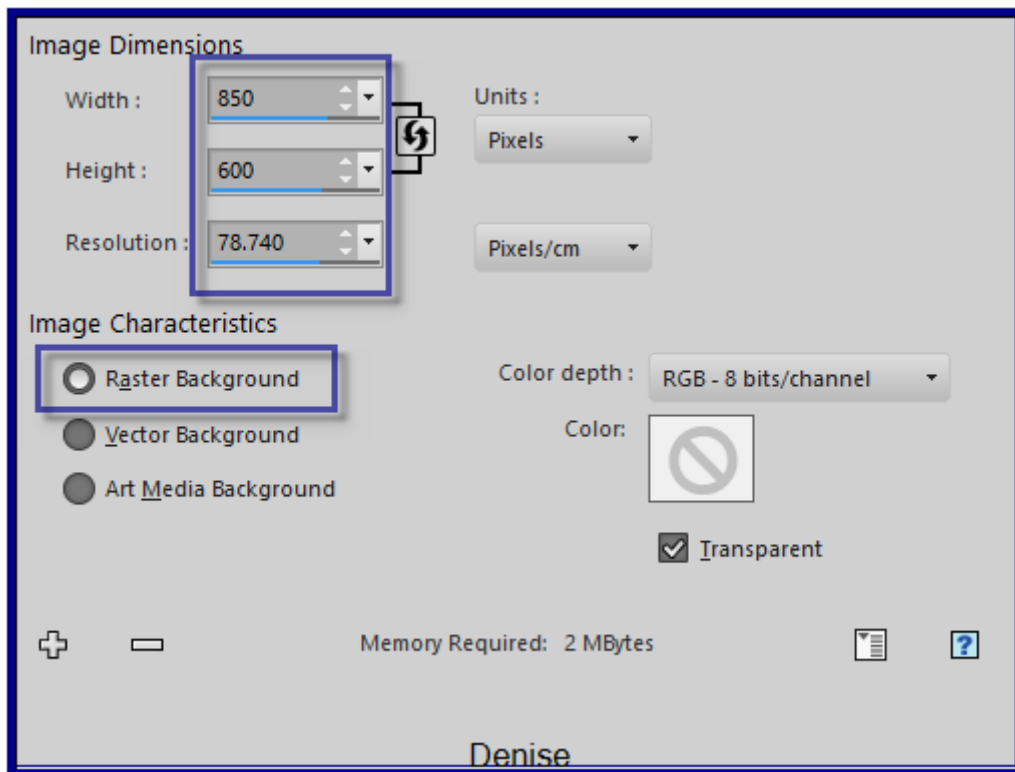 Image Dimensions
Width : 850 Units :
Pixels
Height : 600
Resolution : 78.740 Pixels/cm
Image Characteristics
Raster Background Color depth : RGB - 8 bits/channel
Vector Background Color:
Art Media Background
Transparent
Memory Required: 2 MBytes ?
Denise